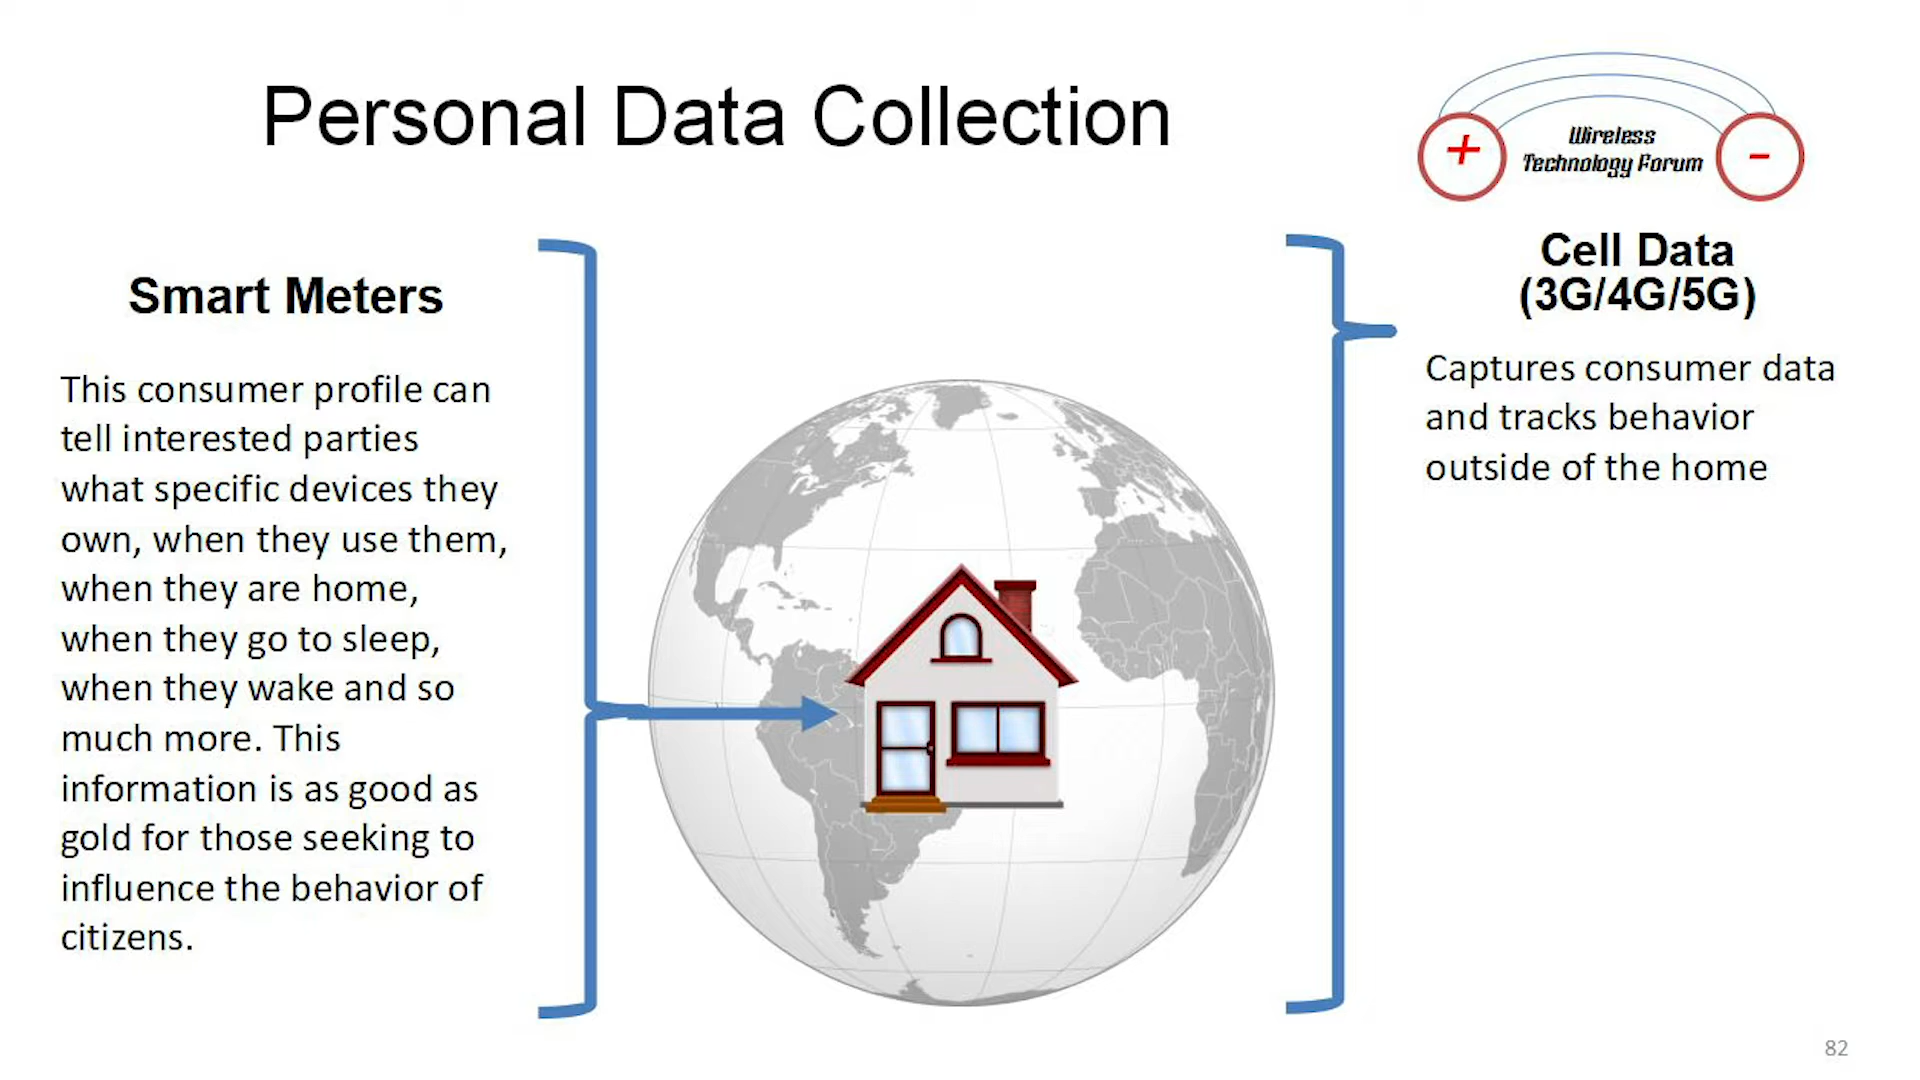 Personal Data Collection
+
Wireless
Technology Forum
-
Smart Meters
This consumer profile can
tell interested parties
what specific devices they
own, when they use them,
when they are home,
when they go to sleep,
when they wake and so
much more. This
information is as good as
gold for those seeking to
influence the behavior of
citizens.
Cell Data
(3G/4G/5G)
Captures consumer data
and tracks behavior
outside of the home
82